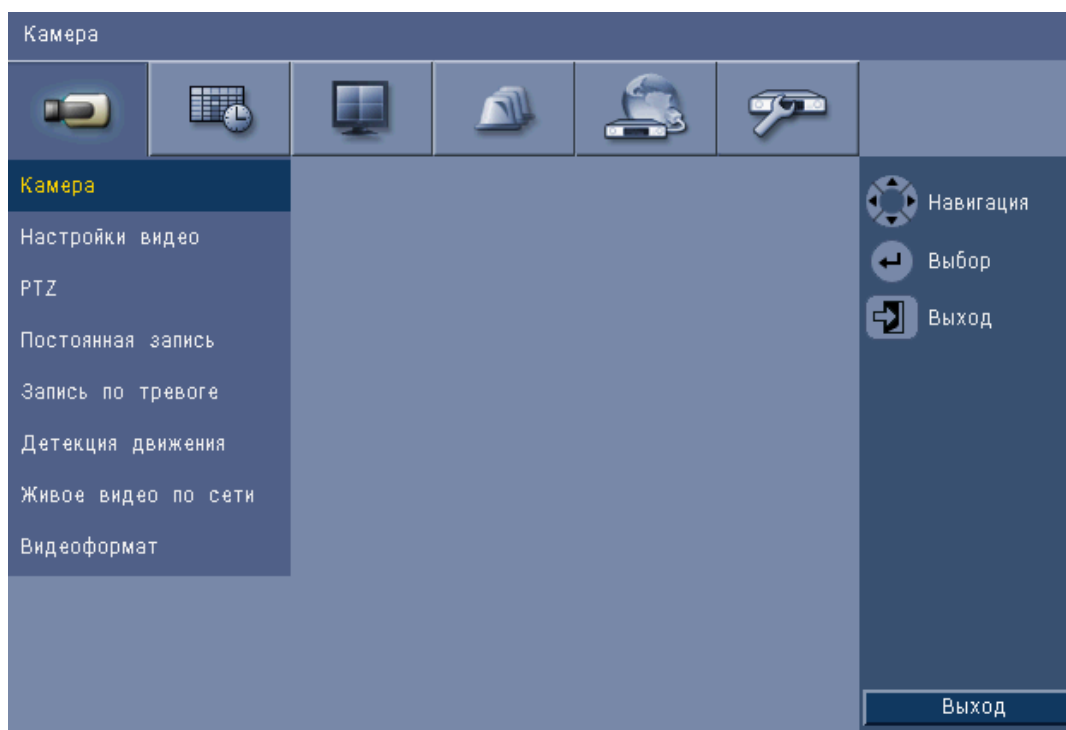 Камера
Камера
Настройки видео
PTZ
Постоянная запись
Запись по тревоге
Детекция движения
Живое видео по сети
Видеоформат
Навигация
Выбор
Выход
Выход